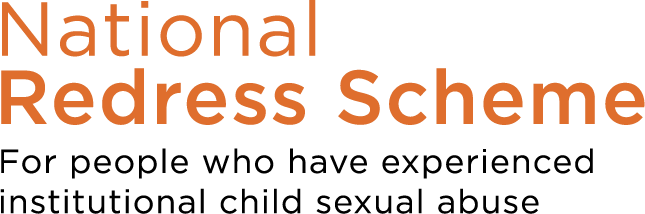 National
Redress Scheme
For people who have experienced
institutional child sexual abuse